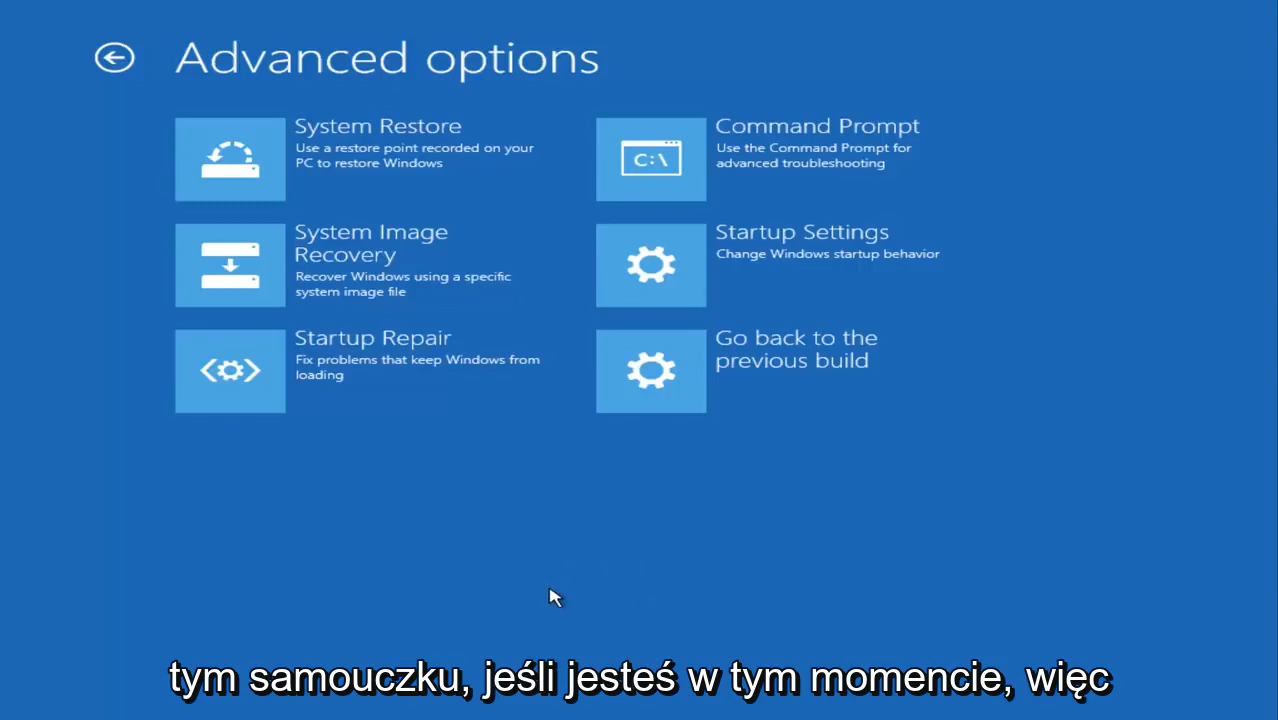 Advanced options
System Restore
Use a restore point recorded on your
PC to restore Windows
System Image
Recovery
Recover Windows using a specific
system image file
Startup Repair
Fix problems that keep Windows from
loading
Command Prompt
Use the Command Prompt for
advanced troubleshooting
C:\
Startup Settings
Change Windows startup behavior
Go back to the
previous build
tym samouczku, jeśli jesteś w tym momencie, więc